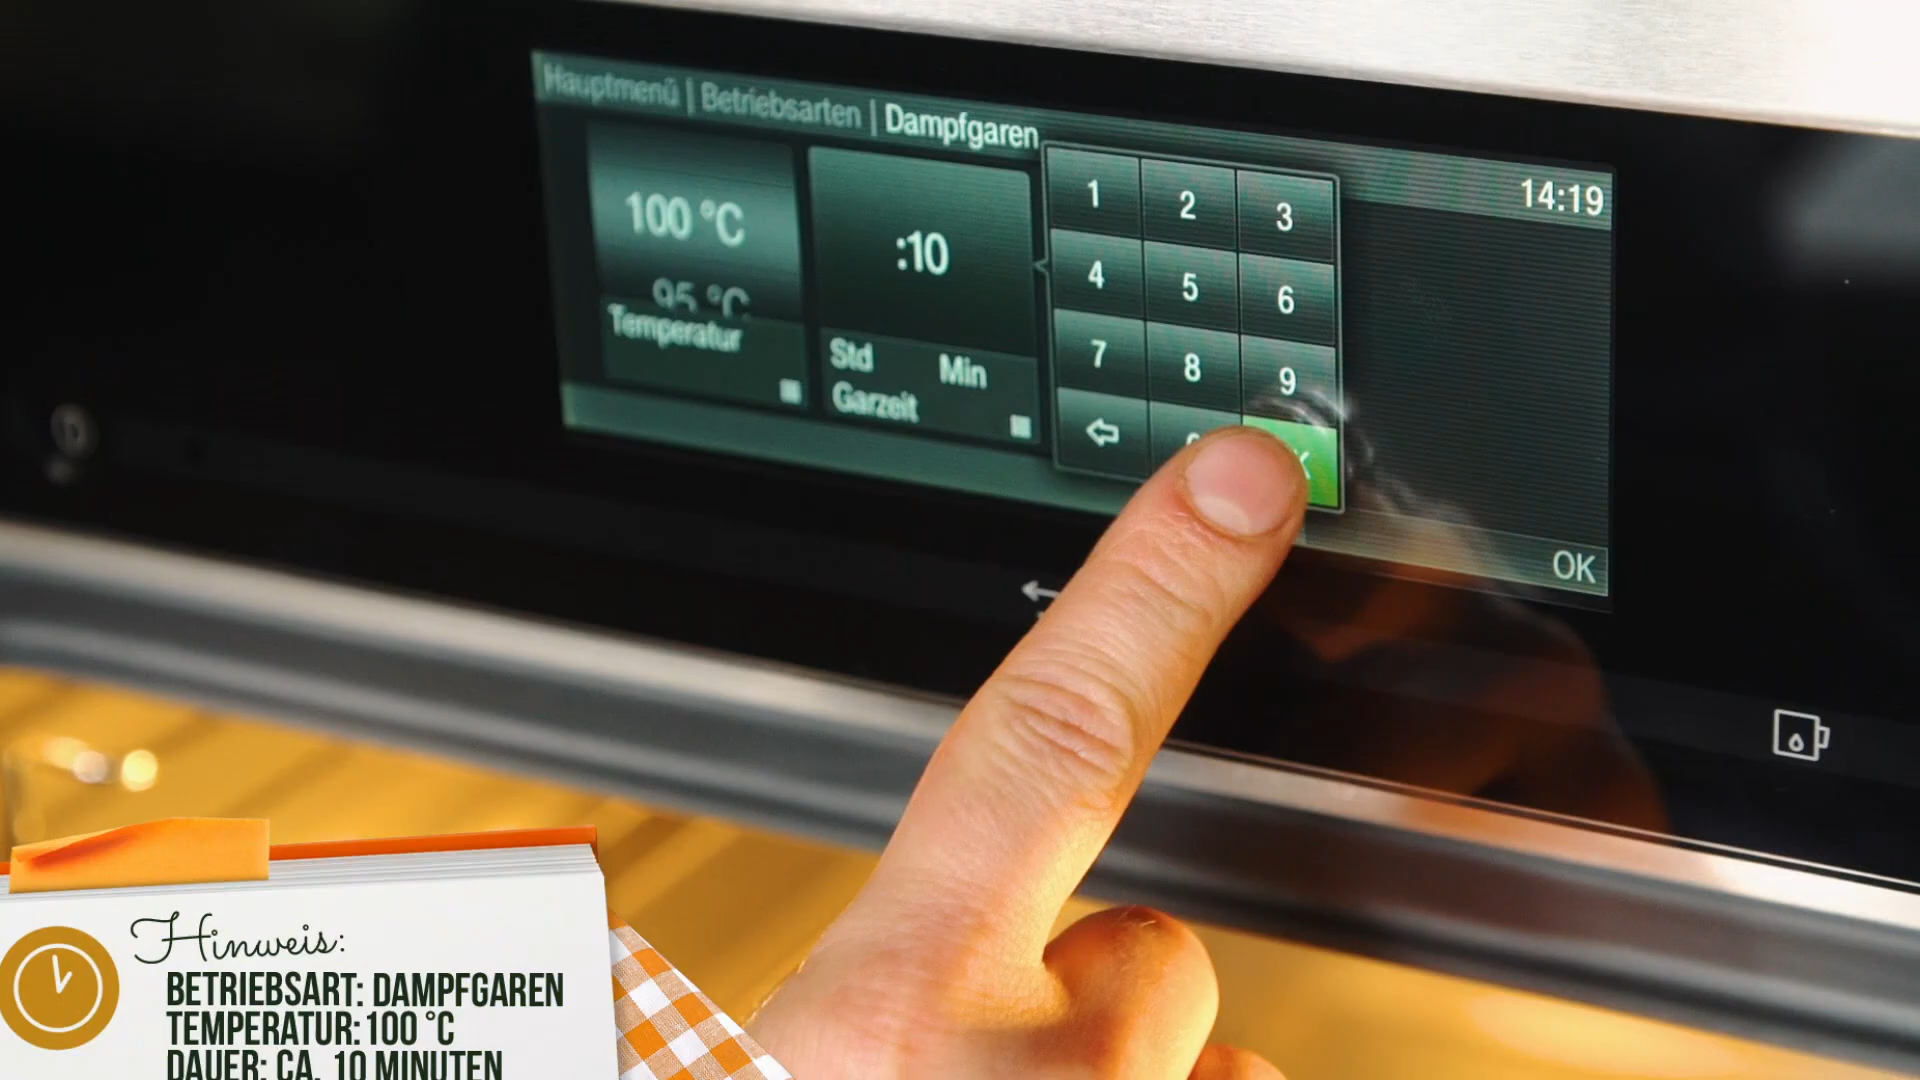 Hauptmenü | Betriebsarten | Dampfgaren
14:19
100 °C
95 °C
Temperatur
:10
Std Min
Garzeit
1 2 3
4 5 6
7 8 9
OK
Hinweis:
BETRIEBSART: DAMPFGAREN
TEMPERATUR: 100 °C
DAUER: CA. 10 MINUTEN